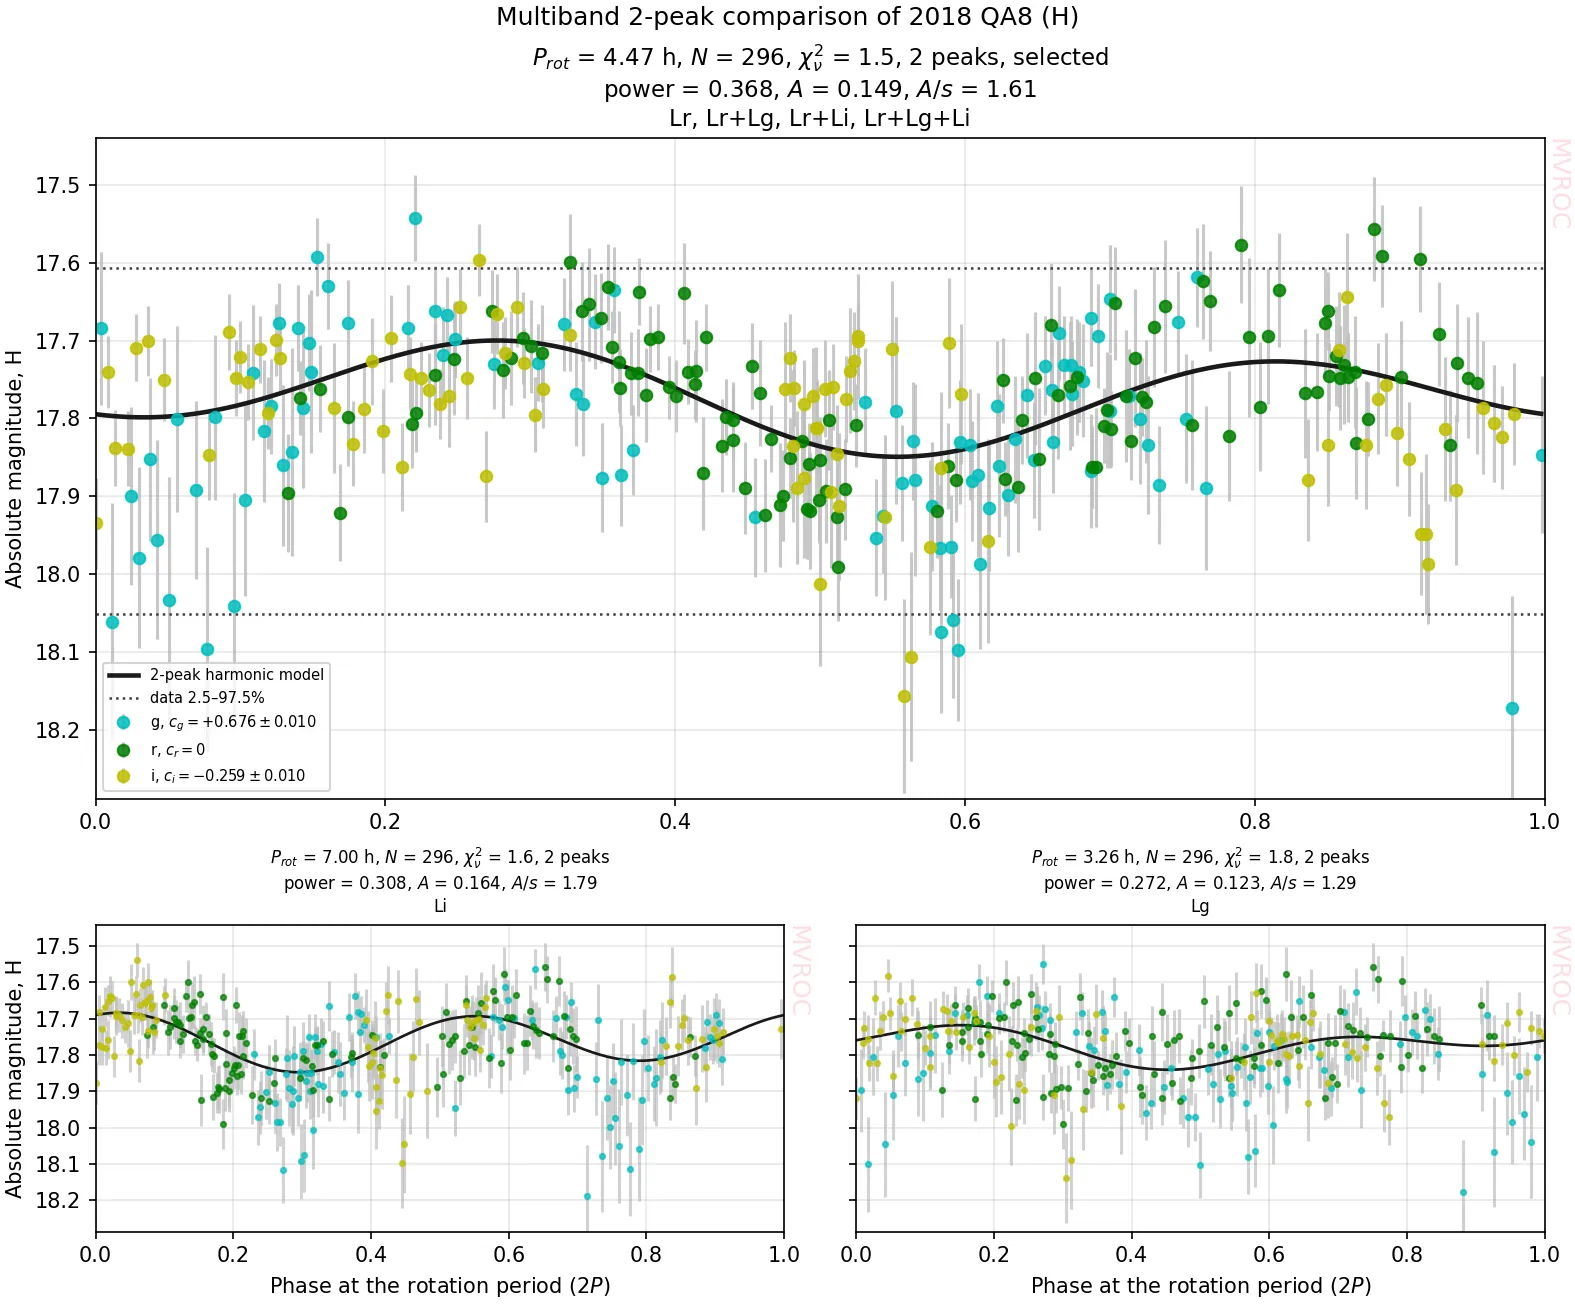 Multiband 2-peak comparison of 2018 QA8 (H)
P_rot = 4.47 h, N = 296, χ²_ν = 1.5, 2 peaks, selected
power = 0.368, A = 0.149, A/s = 1.61
Lr, Lr+Lg, Lr+Li, Lr+Lg+Li
MVROC
Absolute magnitude, H
17.5
17.6
17.7
17.8
17.9
18.0
18.1
18.2
2-peak harmonic model
data 2.5–97.5%
g, c_g = +0.676 ± 0.010
r, c_r = 0
i, c_i = −0.259 ± 0.010
0.0 0.2 0.4 0.6 0.8 1.0
P_rot = 7.00 h, N = 296, χ²_ν = 1.6, 2 peaks
power = 0.308, A = 0.164, A/s = 1.79
Li
MVROC
Absolute magnitude, H
17.5
17.6
17.7
17.8
17.9
18.0
18.1
18.2
0.0 0.2 0.4 0.6 0.8 1.0
Phase at the rotation period (2P)
P_rot = 3.26 h, N = 296, χ²_ν = 1.8, 2 peaks
power = 0.272, A = 0.123, A/s = 1.29
Lg
MVROC
0.0 0.2 0.4 0.6 0.8 1.0
Phase at the rotation period (2P)